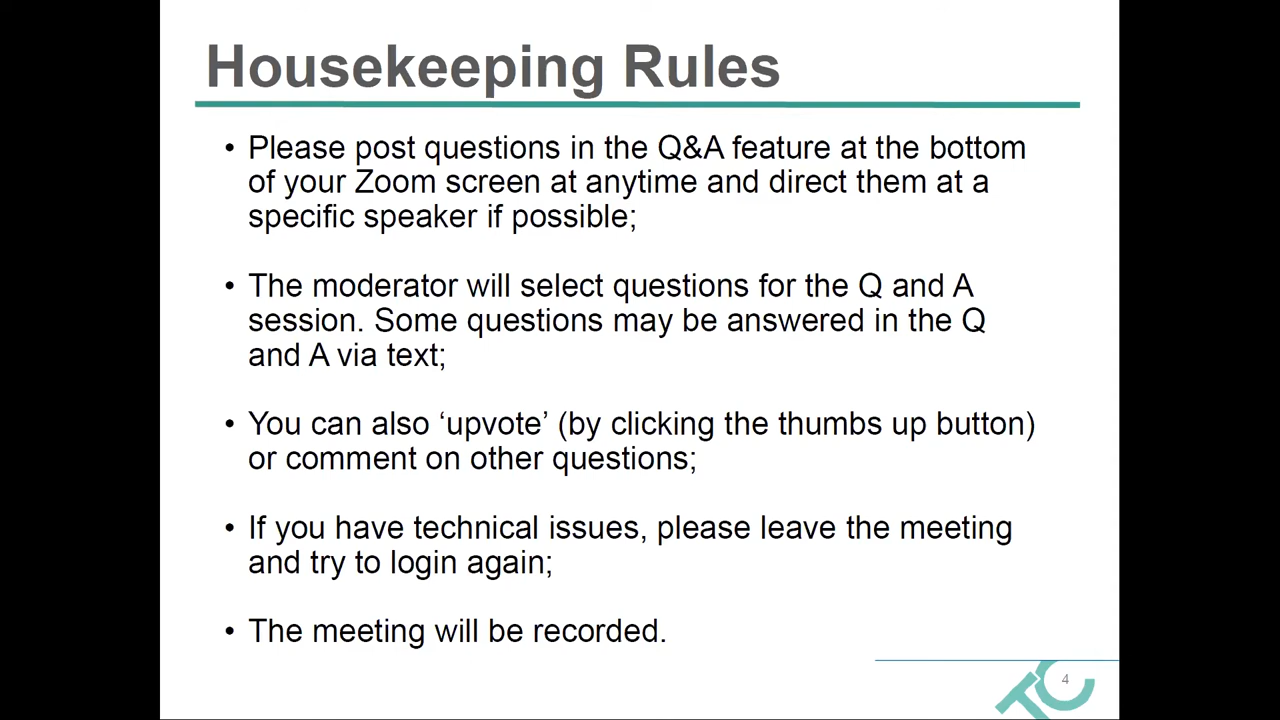 Housekeeping Rules
• Please post questions in the Q&A feature at the bottom
of your Zoom screen at anytime and direct them at a
specific speaker if possible;
• The moderator will select questions for the Q and A
session. Some questions may be answered in the Q
and A via text;
• You can also ‘upvote’ (by clicking the thumbs up button)
or comment on other questions;
• If you have technical issues, please leave the meeting
and try to login again;
• The meeting will be recorded.
4
TC